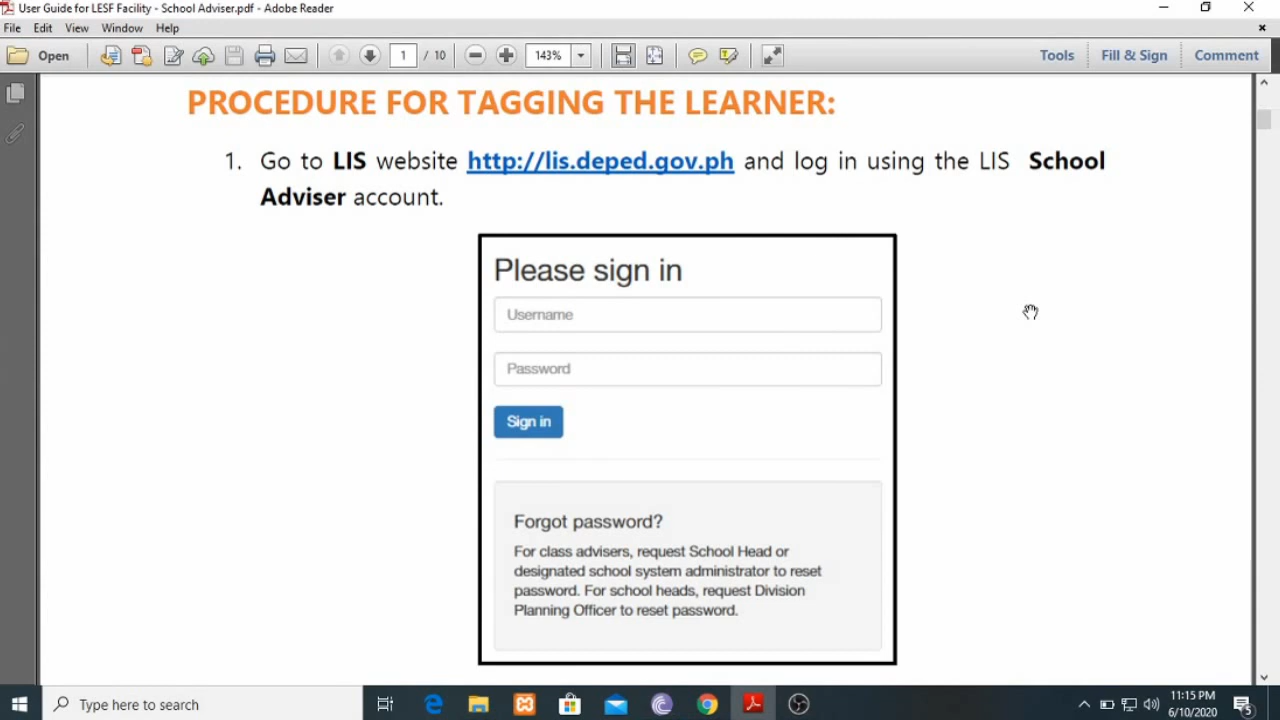 User Guide for LESF Facility - School Adviser.pdf - Adobe Reader
File Edit View Window Help
Open 1 / 10 143% Tools Fill & Sign Comment
PROCEDURE FOR TAGGING THE LEARNER:
1. Go to LIS website http://lis.deped.gov.ph and log in using the LIS School
Adviser account.
Please sign in
Username
Password
Sign in
Forgot password?
For class advisers, request School Head or
designated school system administrator to reset
password. For school heads, request Division
Planning Officer to reset password.
Type here to search
11:15 PM
6/10/2020
5